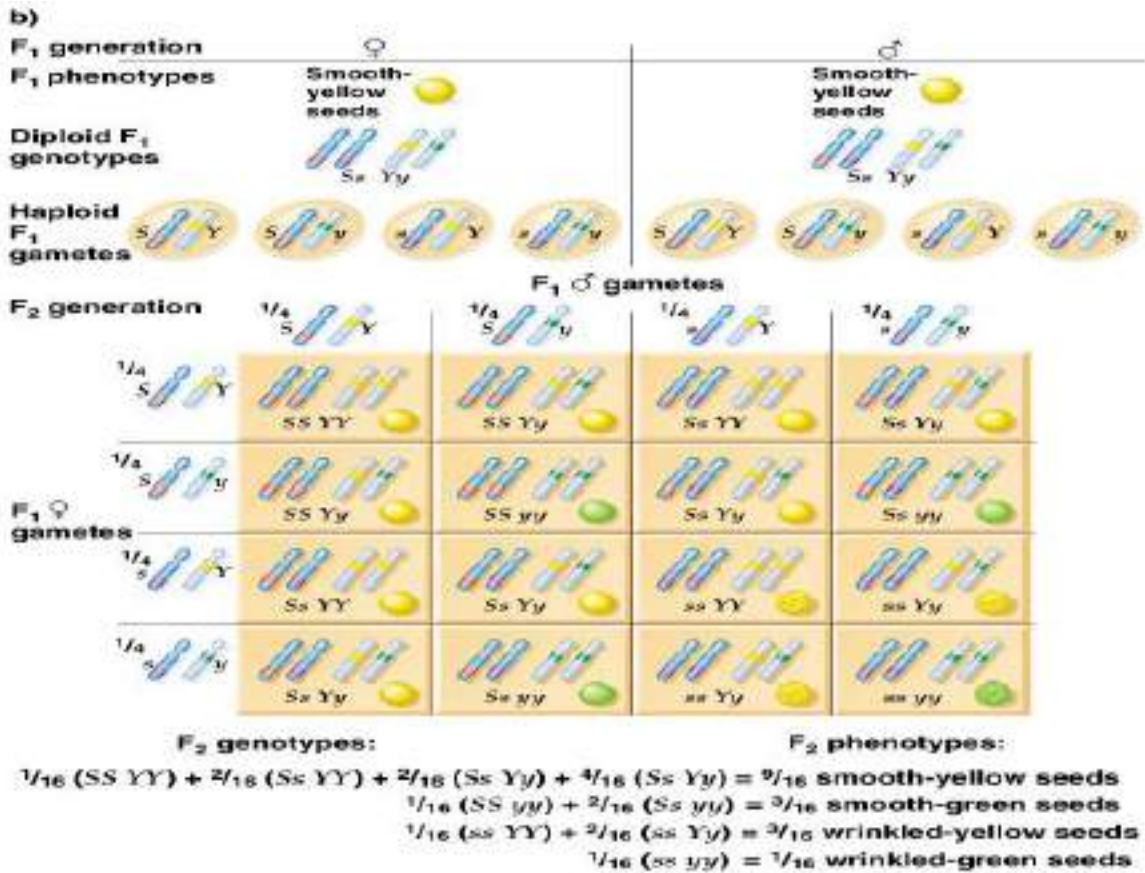 b)
F₁ generation ♀ ♂
F₁ phenotypes Smooth-yellow seeds Smooth-yellow seeds
Diploid F₁ genotypes Ss Yy Ss Yy
Haploid F₁ gametes S Y S y s Y s y S Y S y s Y s y
F₁ ♂ gametes
F₂ generation 1/4 S Y 1/4 S y 1/4 s Y 1/4 s y
1/4 S Y SS YY SS Yy Ss YY Ss Yy
1/4 S y SS Yy SS yy Ss Yy Ss yy
F₁ ♀ gametes
1/4 s Y Ss YY Ss Yy ss YY ss Yy
1/4 s y Ss Yy Ss yy ss Yy ss yy
F₂ genotypes: F₂ phenotypes:
1/16 (SS YY) + 2/16 (Ss YY) + 2/16 (Ss Yy) + 4/16 (Ss Yy) = 9/16 smooth-yellow seeds
1/16 (SS yy) + 2/16 (Ss yy) = 3/16 smooth-green seeds
1/16 (ss YY) + 2/16 (ss Yy) = 3/16 wrinkled-yellow seeds
1/16 (ss yy) = 1/16 wrinkled-green seeds